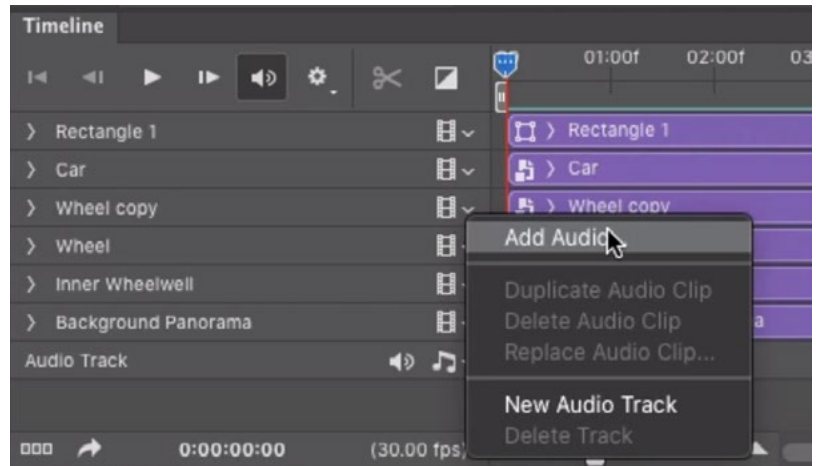 Timeline
01:00f 02:00f 03
Rectangle 1
Rectangle 1
Car
Car
Wheel copy
Wheel copy
Wheel
Inner Wheelwell
Background Panorama
a
Audio Track
0:00:00:00
(30.00 fps)
Add Audio
Duplicate Audio Clip
Delete Audio Clip
Replace Audio Clip...
New Audio Track
Delete Track